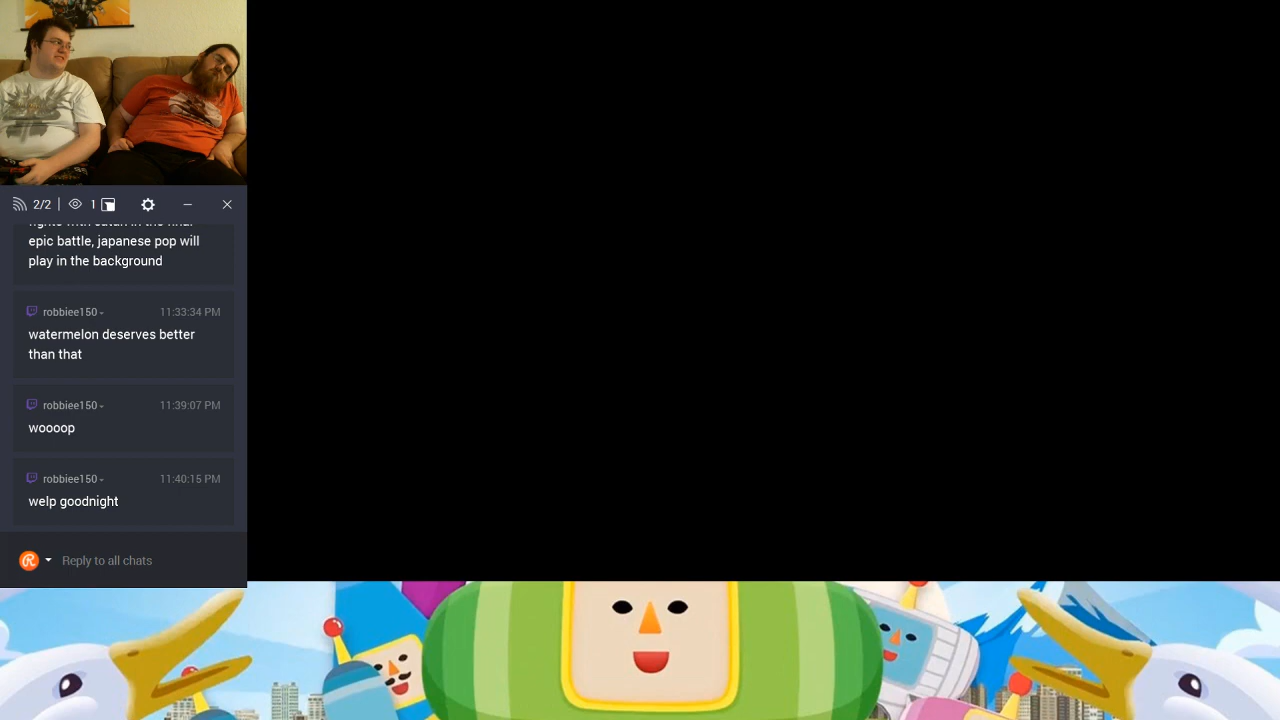 2/2 | 1
epic battle, japanese pop will
play in the background
robbiee150 11:33:34 PM
watermelon deserves better
than that
robbiee150 11:39:07 PM
woooop
robbiee150 11:40:15 PM
welp goodnight
Reply to all chats